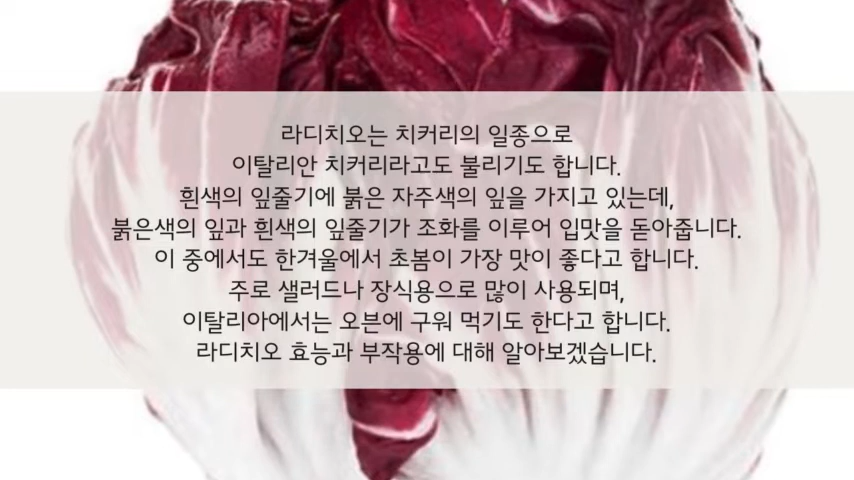 라디치오는 치커리의 일종으로
이탈리안 치커리라고도 불리기도 합니다.
흰색의 잎줄기에 붉은 자주색의 잎을 가지고 있는데,
붉은색의 잎과 흰색의 잎줄기가 조화를 이루어 입맛을 돋아줍니다.
이 중에서도 한겨울에서 초봄이 가장 맛이 좋다고 합니다.
주로 샐러드나 장식용으로 많이 사용되며,
이탈리아에서는 오븐에 구워 먹기도 한다고 합니다.
라디치오 효능과 부작용에 대해 알아보겠습니다.